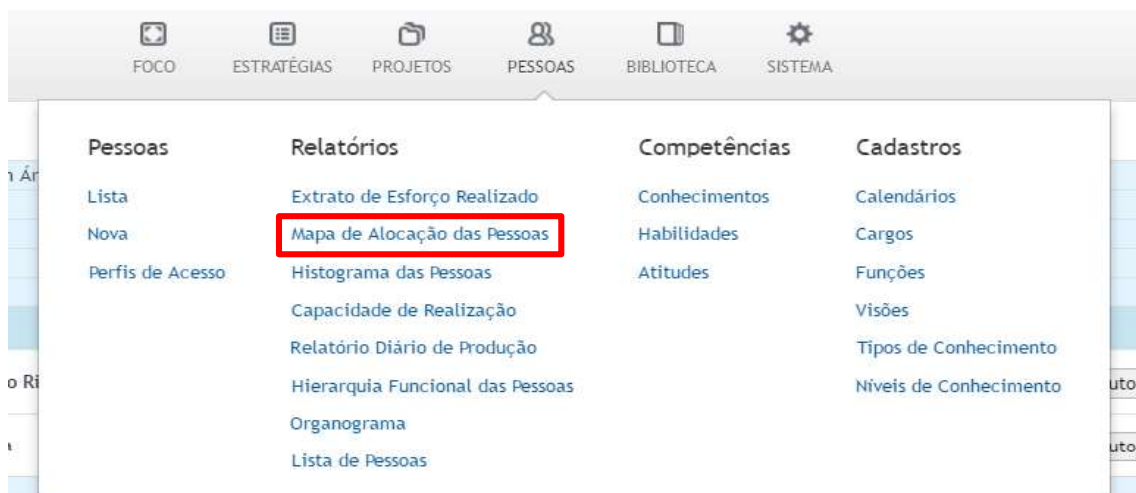 FOCO
ESTRATÉGIAS
PROJETOS
PESSOAS
BIBLIOTECA
SISTEMA
Pessoas
Lista
Nova
Perfis de Acesso
Relatórios
Extrato de Esforço Realizado
Mapa de Alocação das Pessoas
Histograma das Pessoas
Capacidade de Realização
Relatório Diário de Produção
Hierarquia Funcional das Pessoas
Organograma
Lista de Pessoas
Competências
Conhecimentos
Habilidades
Atitudes
Cadastros
Calendários
Cargos
Funções
Visões
Tipos de Conhecimento
Níveis de Conhecimento